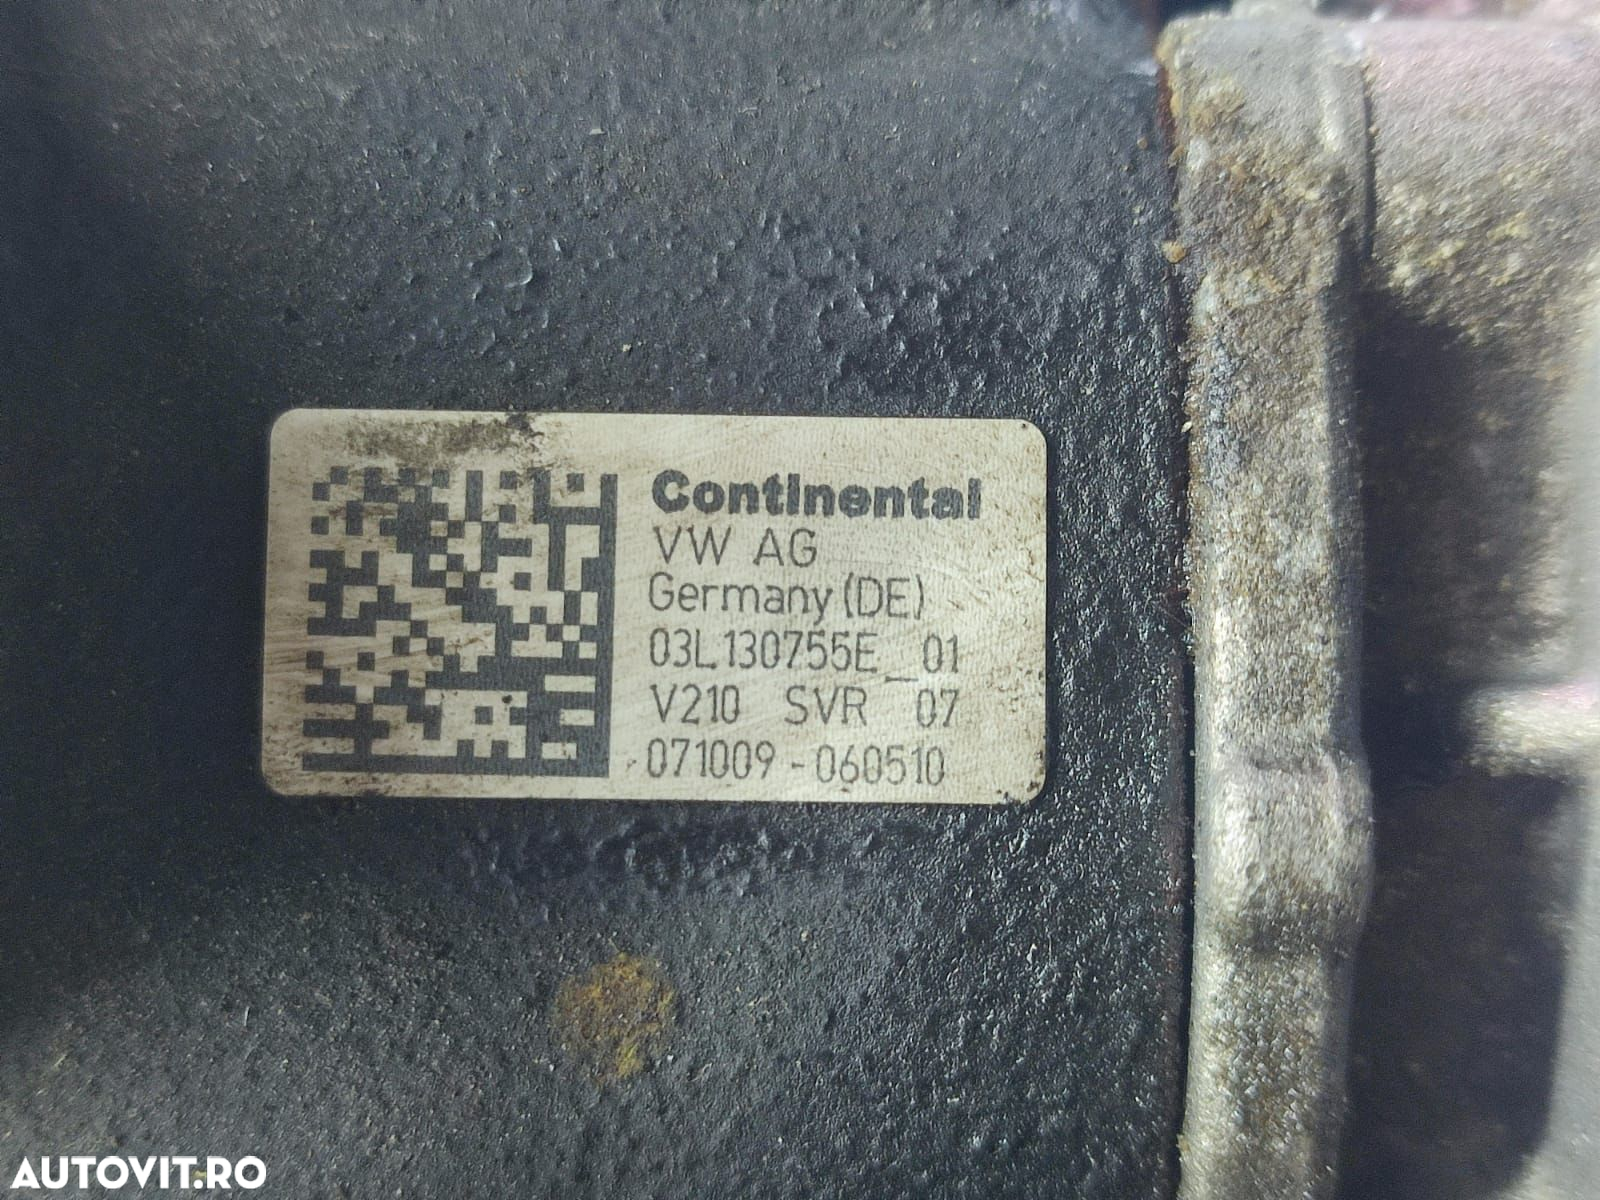 Continental
VW AG
Germany (DE)
03L130755E_01
V210 SVR 07
071009-060510
AUTOVIT.RO